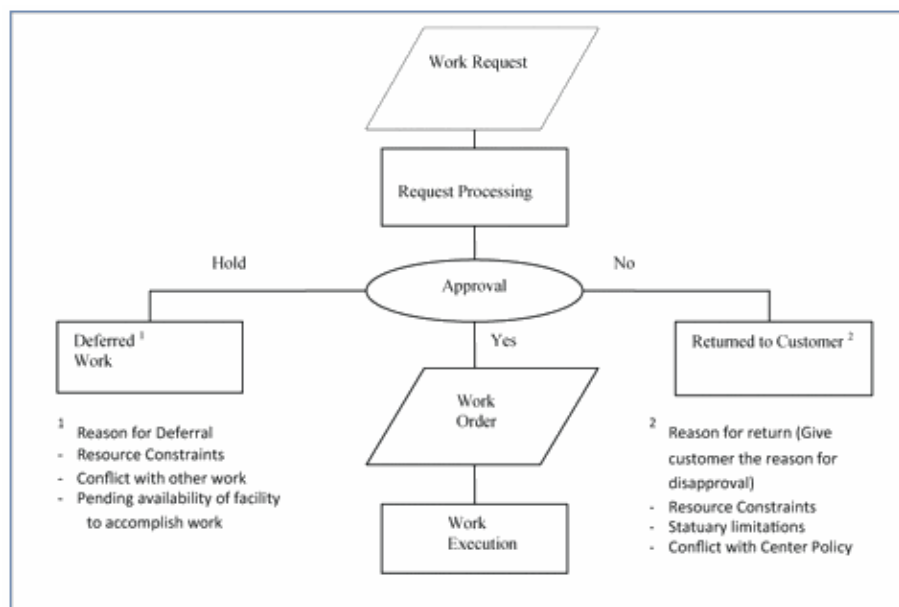 Work Request
Request Processing
Hold
No
Approval
Deferred ¹
Work
Yes
Returned to Customer ²
Work
Order
¹ Reason for Deferral
- Resource Constraints
- Conflict with other work
- Pending availability of facility
to accomplish work
² Reason for return (Give
customer the reason for
disapproval)
- Resource Constraints
- Statuary limitations
- Conflict with Center Policy
Work
Execution